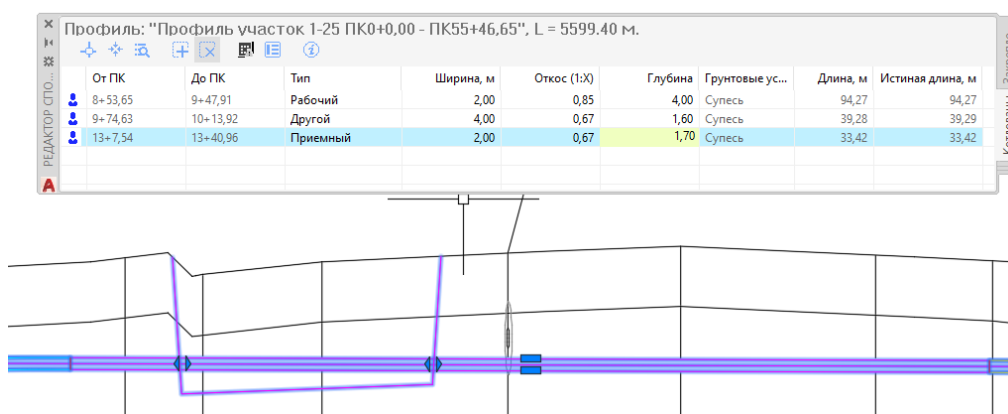 Профиль: "Профиль участок 1-25 ПК0+0,00 - ПК55+46,65", L = 5599.40 м.
От ПК До ПК Тип Ширина, м Откос (1:X) Глубина Грунтовые ус... Длина, м Истиная длина, м
8+53,65 9+47,91 Рабочий 2,00 0,85 4,00 Супесь 94,27 94,27
9+74,63 10+13,92 Другой 4,00 0,67 1,60 Супесь 39,28 39,29
13+7,54 13+40,96 Приемный 2,00 0,67 1,70 Супесь 33,42 33,42
РЕДАКТОР СПО...